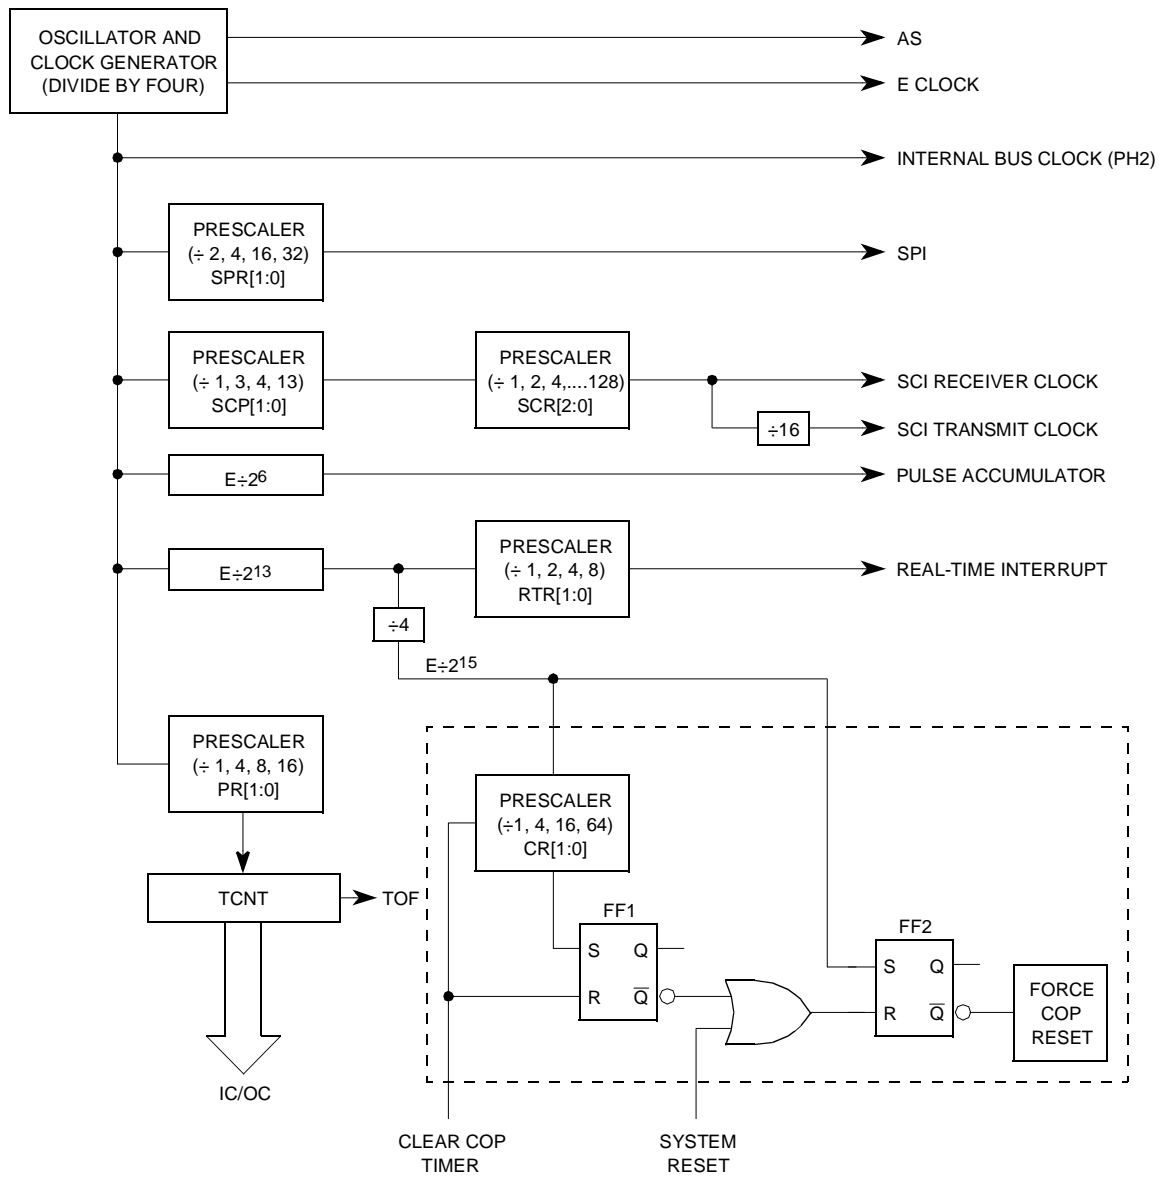 OSCILLATOR AND
CLOCK GENERATOR
(DIVIDE BY FOUR)
AS
E CLOCK
INTERNAL BUS CLOCK (PH2)
PRESCALER
(÷ 2, 4, 16, 32)
SPR[1:0]
SPI
PRESCALER
(÷ 1, 3, 4, 13)
SCP[1:0]
PRESCALER
(÷ 1, 2, 4,....128)
SCR[2:0]
SCI RECEIVER CLOCK
÷16
SCI TRANSMIT CLOCK
E÷2⁶
PULSE ACCUMULATOR
E÷2¹³
PRESCALER
(÷ 1, 2, 4, 8)
RTR[1:0]
REAL-TIME INTERRUPT
÷4
E÷2¹⁵
PRESCALER
(÷ 1, 4, 8, 16)
PR[1:0]
TCNT
TOF
IC/OC
PRESCALER
(÷1, 4, 16, 64)
CR[1:0]
FF1
S Q
R Q̅
FF2
S Q
R Q̅
FORCE
COP
RESET
CLEAR COP
TIMER
SYSTEM
RESET